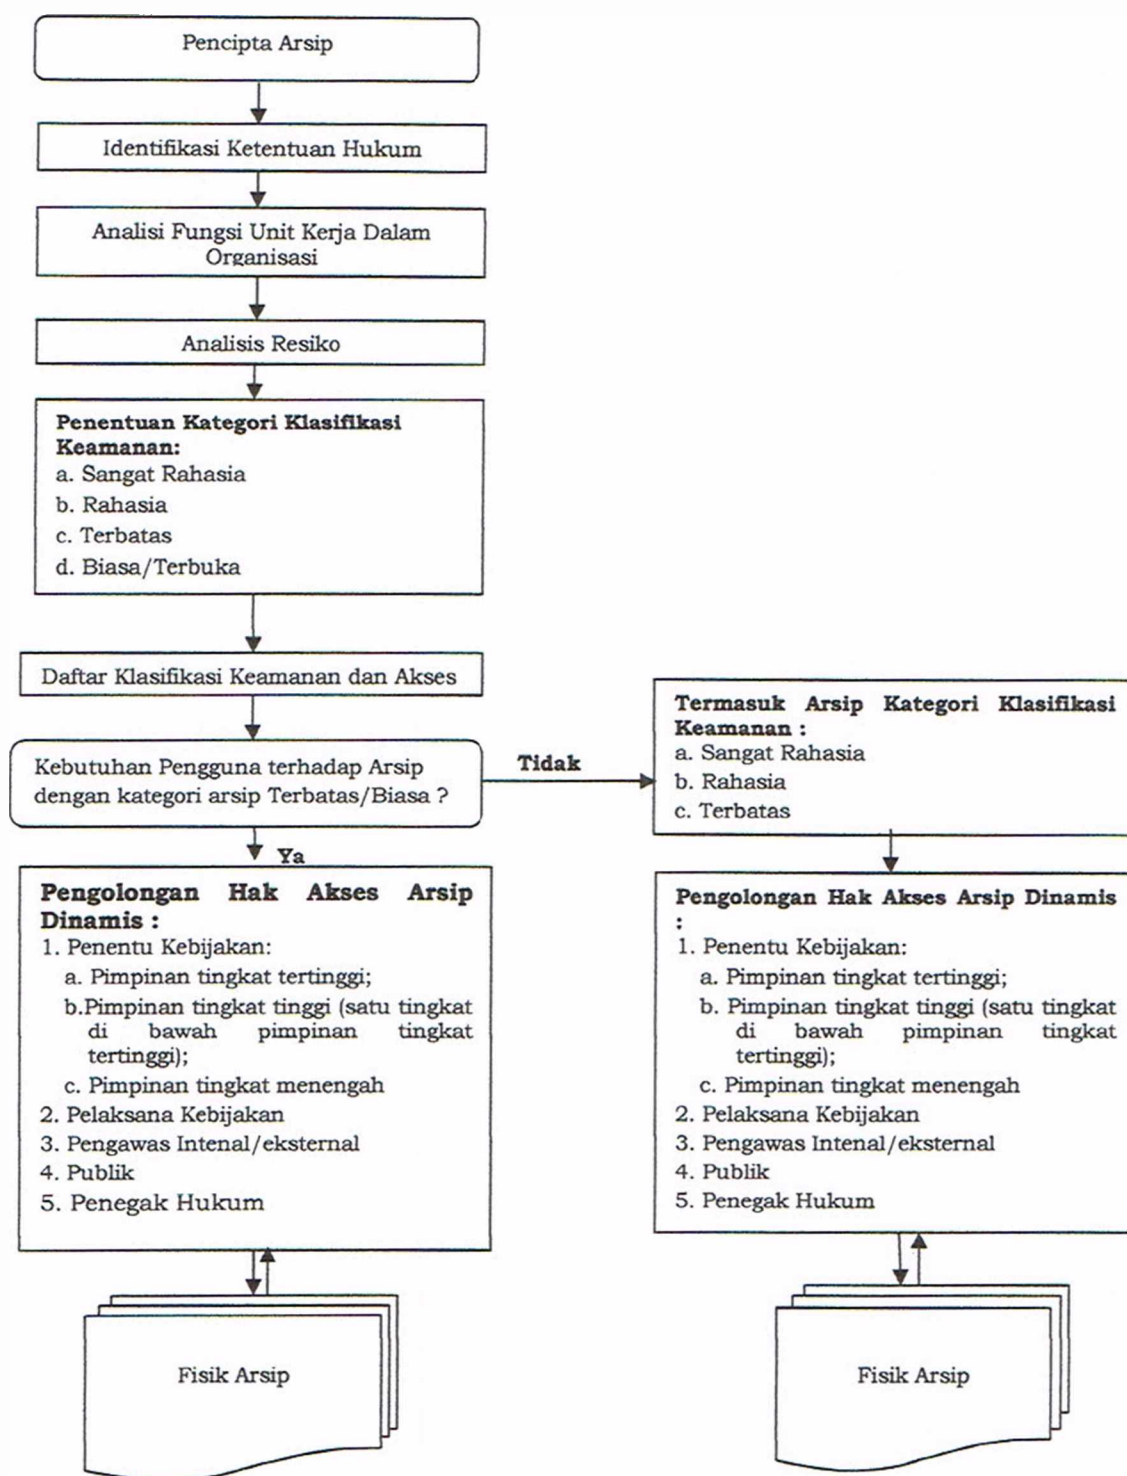 Pencipta Arsip
Identifikasi Ketentuan Hukum
Analisi Fungsi Unit Kerja Dalam
Organisasi
Analisis Resiko
Penentuan Kategori Klasifikasi
Keamanan:
a. Sangat Rahasia
b. Rahasia
c. Terbatas
d. Biasa/Terbuka
Daftar Klasifikasi Keamanan dan Akses
Kebutuhan Pengguna terhadap Arsip
dengan kategori arsip Terbatas/Biasa ?
Tidak
Termasuk Arsip Kategori Klasifikasi
Keamanan :
a. Sangat Rahasia
b. Rahasia
c. Terbatas
Ya
Pengolongan Hak Akses Arsip
Dinamis :
1. Penentu Kebijakan:
a. Pimpinan tingkat tertinggi;
b.Pimpinan tingkat tinggi (satu tingkat
di bawah pimpinan tingkat
tertinggi);
c. Pimpinan tingkat menengah
2. Pelaksana Kebijakan
3. Pengawas Intenal/eksternal
4. Publik
5. Penegak Hukum
Fisik Arsip
Pengolongan Hak Akses Arsip Dinamis
:
1. Penentu Kebijakan:
a. Pimpinan tingkat tertinggi;
b. Pimpinan tingkat tinggi (satu tingkat
di bawah pimpinan tingkat
tertinggi);
c. Pimpinan tingkat menengah
2. Pelaksana Kebijakan
3. Pengawas Intenal/eksternal
4. Publik
5. Penegak Hukum
Fisik Arsip